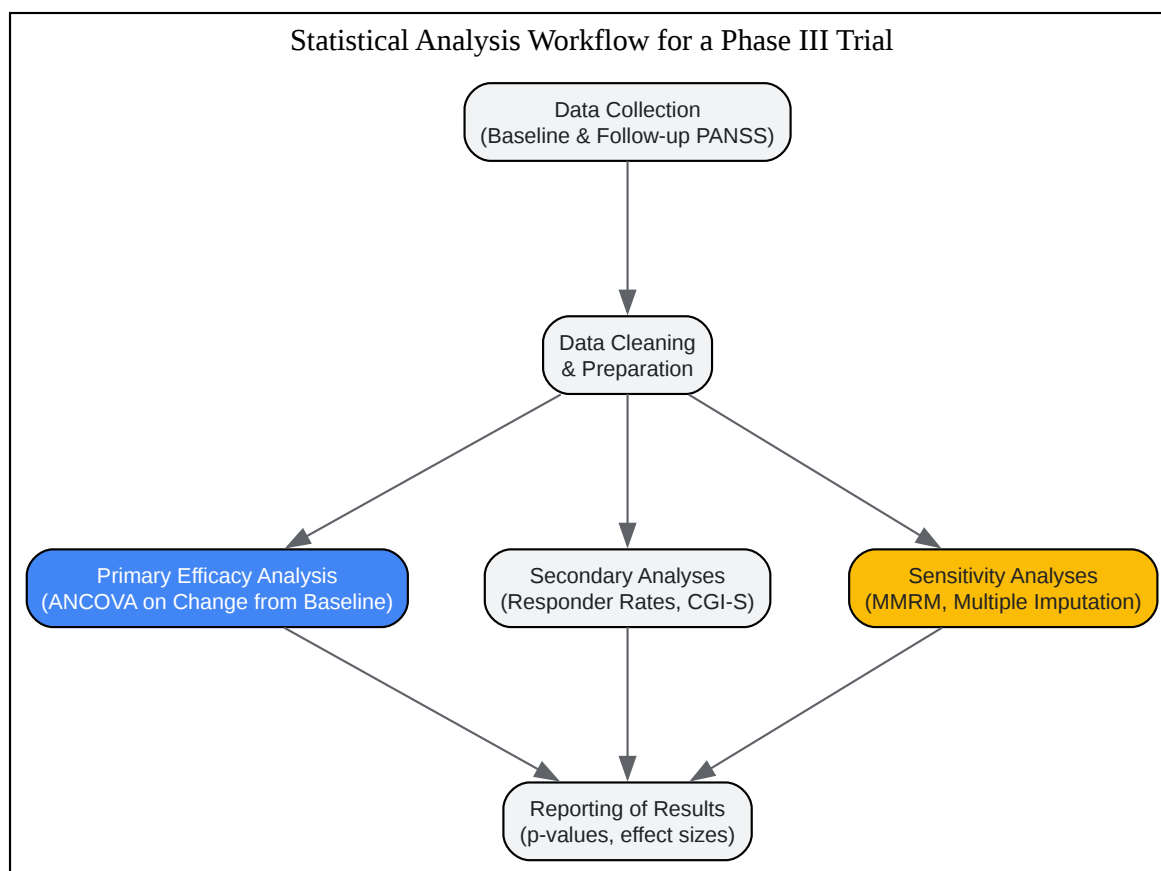 Statistical Analysis Workflow for a Phase III Trial
Data Collection
(Baseline & Follow-up PANSS)
Data Cleaning
& Preparation
Primary Efficacy Analysis
(ANCOVA on Change from Baseline)
Secondary Analyses
(Responder Rates, CGI-S)
Sensitivity Analyses
(MMRM, Multiple Imputation)
Reporting of Results
(p-values, effect sizes)